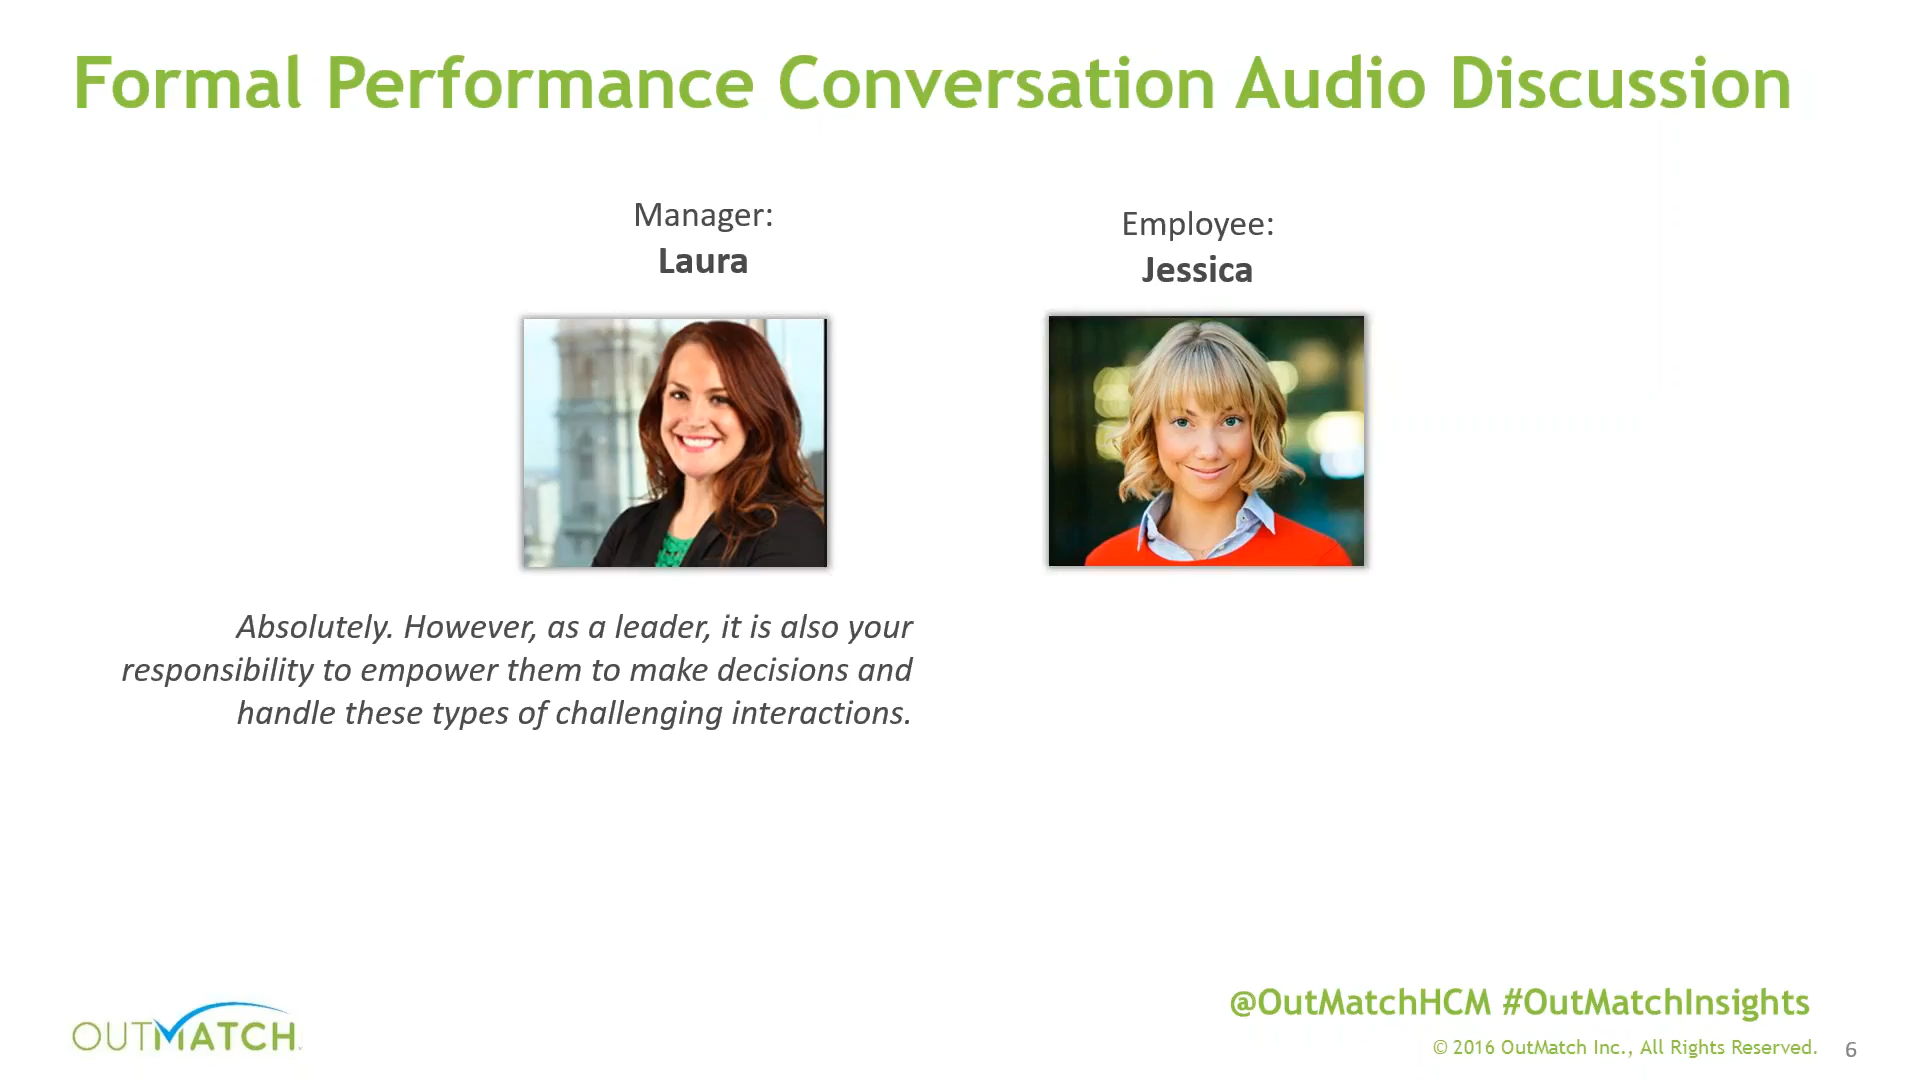 Formal Performance Conversation Audio Discussion
Manager:
Laura
Employee:
Jessica
Absolutely. However, as a leader, it is also your
responsibility to empower them to make decisions and
handle these types of challenging interactions.
OUTMATCH
@OutMatchHCM #OutMatchInsights
© 2016 OutMatch Inc., All Rights Reserved.
6